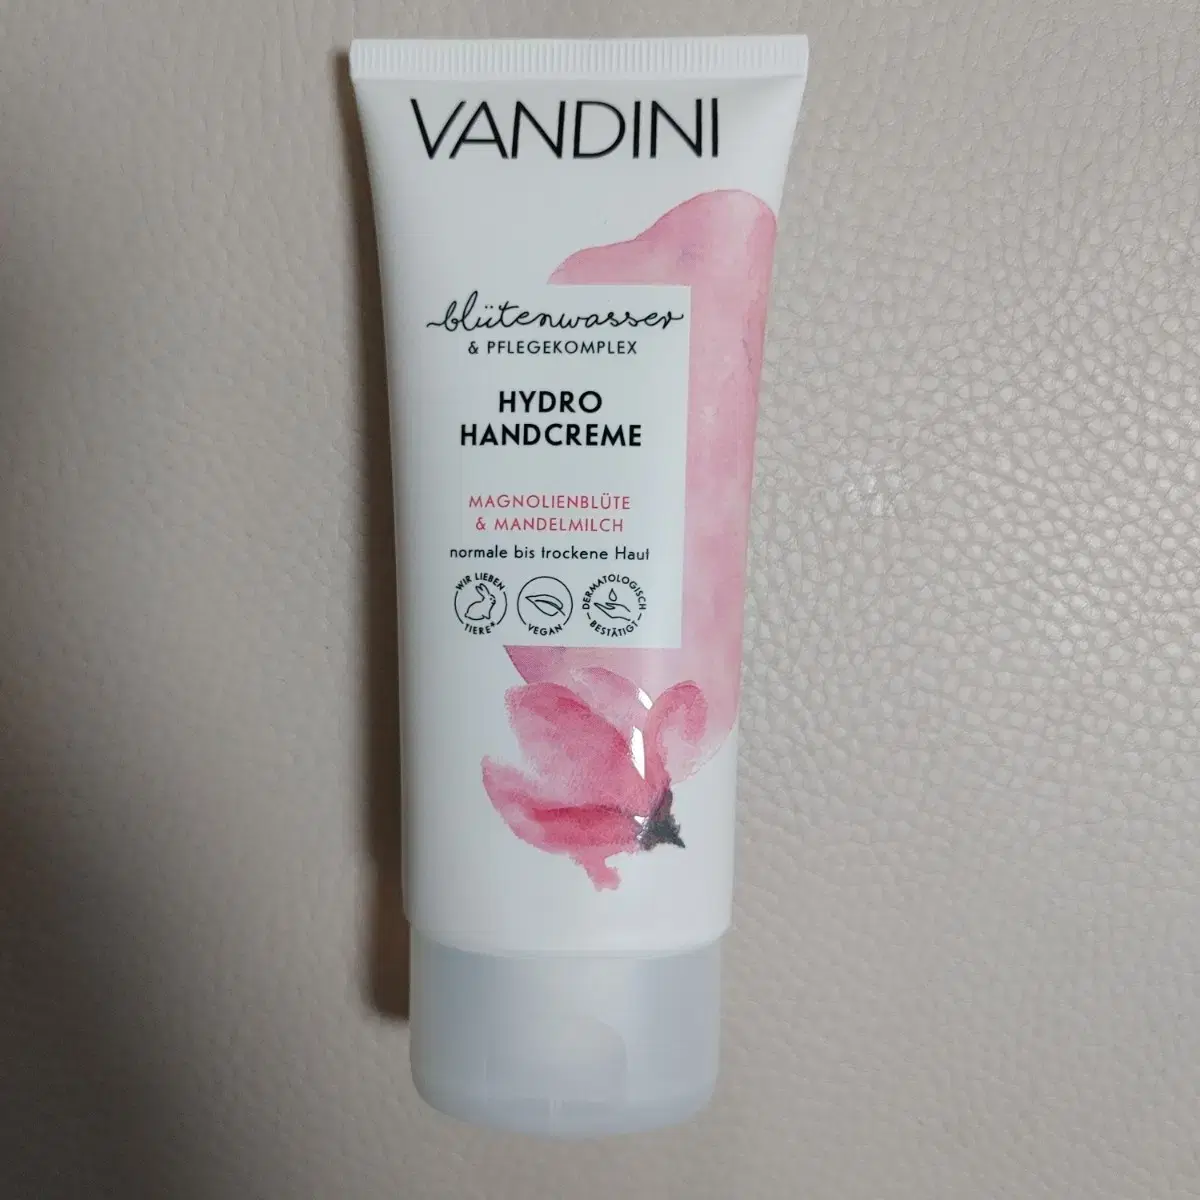 VANDINI
blütenwasser
& PFLEGEKOMPLEX
HYDRO
HANDCREME
MAGNOLIENBLÜTE
& MANDELMILCH
normale bis trockene Haut
WIR LIEBEN TIERE*
VEGAN
DERMATOLOGISCH BESTÄTIGT